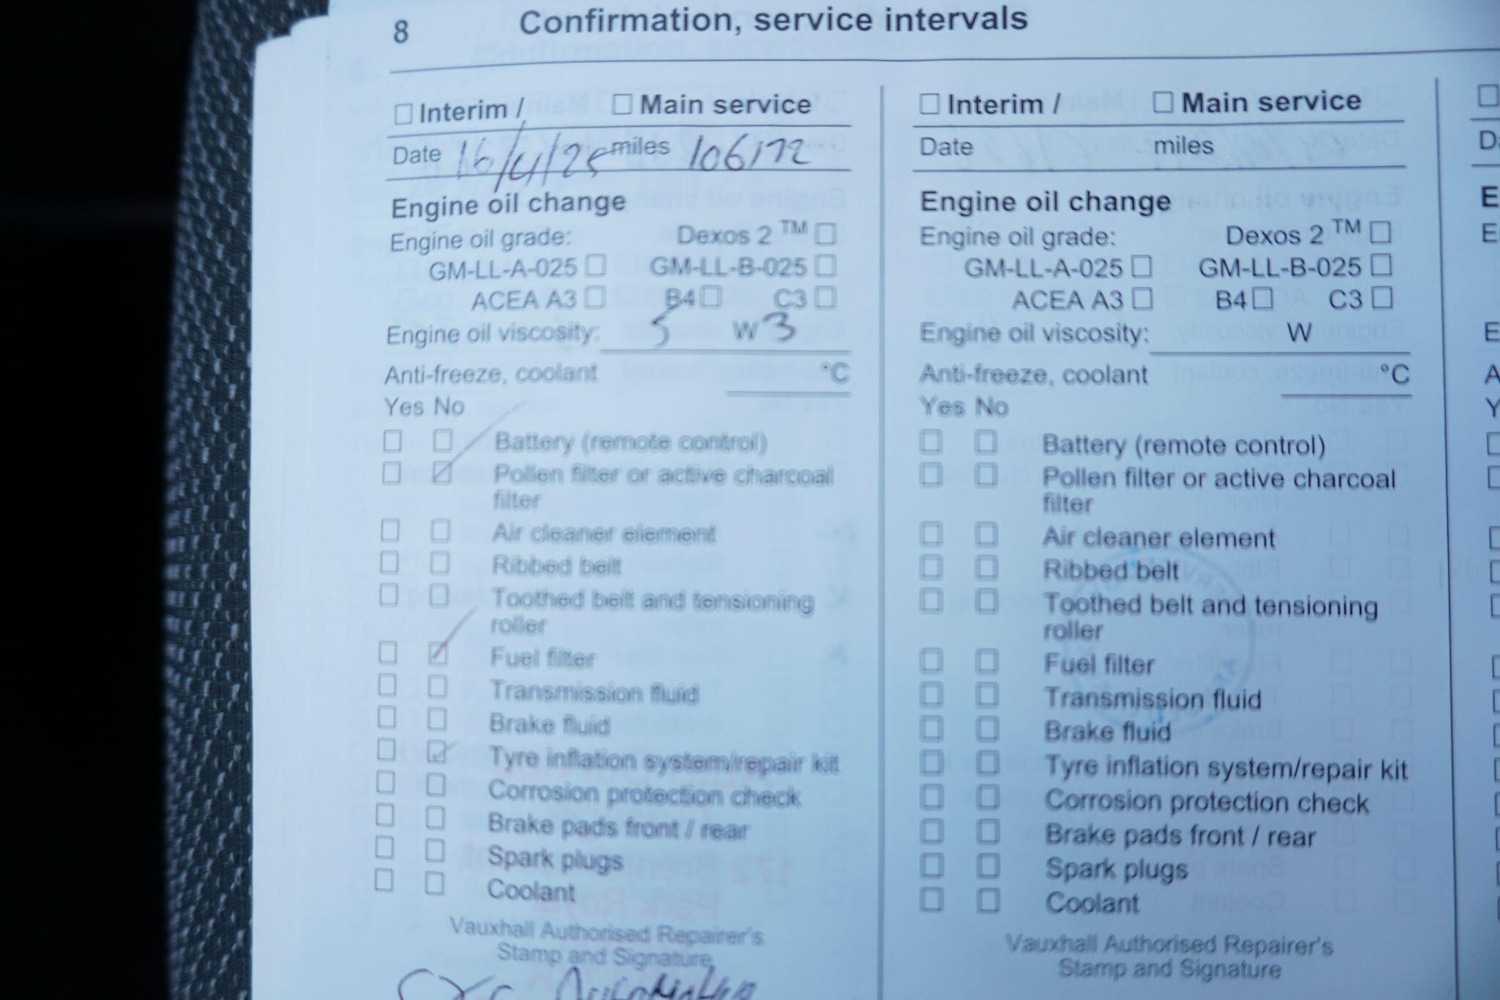 8 Confirmation, service intervals
☐ Interim / ☐ Main service
Date 16/4/25 miles 106172
Engine oil change
Engine oil grade: Dexos 2 ™ ☐
GM-LL-A-025 ☐ GM-LL-B-025 ☐
ACEA A3 ☐ B4 ☐ C3 ☐
Engine oil viscosity: 5 W 3
Anti-freeze, coolant °C
Yes No
☐ ☐ Battery (remote control)
☐ ☑ Pollen filter or active charcoal
filter
☐ ☐ Air cleaner element
☐ ☐ Ribbed belt
☐ ☐ Toothed belt and tensioning
roller
☐ ☑ Fuel filter
☐ ☐ Transmission fluid
☐ ☐ Brake fluid
☐ ☑ Tyre inflation system/repair kit
☐ ☐ Corrosion protection check
☐ ☐ Brake pads front / rear
☐ ☐ Spark plugs
☐ ☐ Coolant
Vauxhall Authorised Repairer's
Stamp and Signature
☐ Interim / ☐ Main service
Date miles
Engine oil change
Engine oil grade: Dexos 2 ™ ☐
GM-LL-A-025 ☐ GM-LL-B-025 ☐
ACEA A3 ☐ B4 ☐ C3 ☐
Engine oil viscosity: W
Anti-freeze, coolant °C
Yes No
☐ ☐ Battery (remote control)
☐ ☐ Pollen filter or active charcoal
filter
☐ ☐ Air cleaner element
☐ ☐ Ribbed belt
☐ ☐ Toothed belt and tensioning
roller
☐ ☐ Fuel filter
☐ ☐ Transmission fluid
☐ ☐ Brake fluid
☐ ☐ Tyre inflation system/repair kit
☐ ☐ Corrosion protection check
☐ ☐ Brake pads front / rear
☐ ☐ Spark plugs
☐ ☐ Coolant
Vauxhall Authorised Repairer's
Stamp and Signature